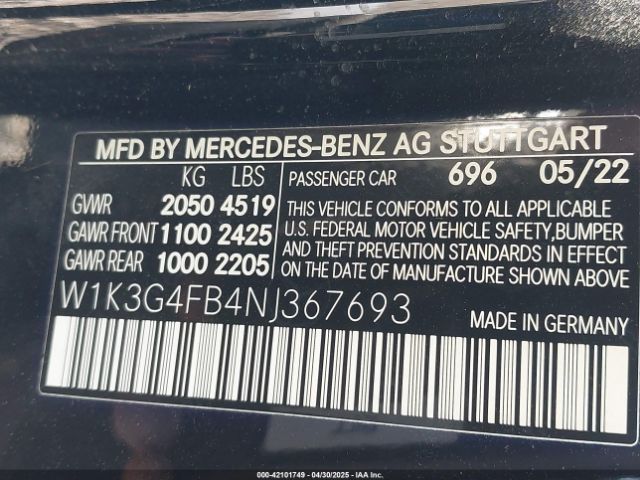 MFD BY MERCEDES-BENZ AG STUTTGART
KG LBS
GVWR 2050 4519
GAWR FRONT 1100 2425
GAWR REAR 1000 2205
PASSENGER CAR 696 05/22
THIS VEHICLE CONFORMS TO ALL APPLICABLE
U.S. FEDERAL MOTOR VEHICLE SAFETY,BUMPER
AND THEFT PREVENTION STANDARDS IN EFFECT
ON THE DATE OF MANUFACTURE SHOWN ABOVE
W1K3G4FB4NJ367693
MADE IN GERMANY
000-42101749 - 04/30/2025 - IAAI.COM